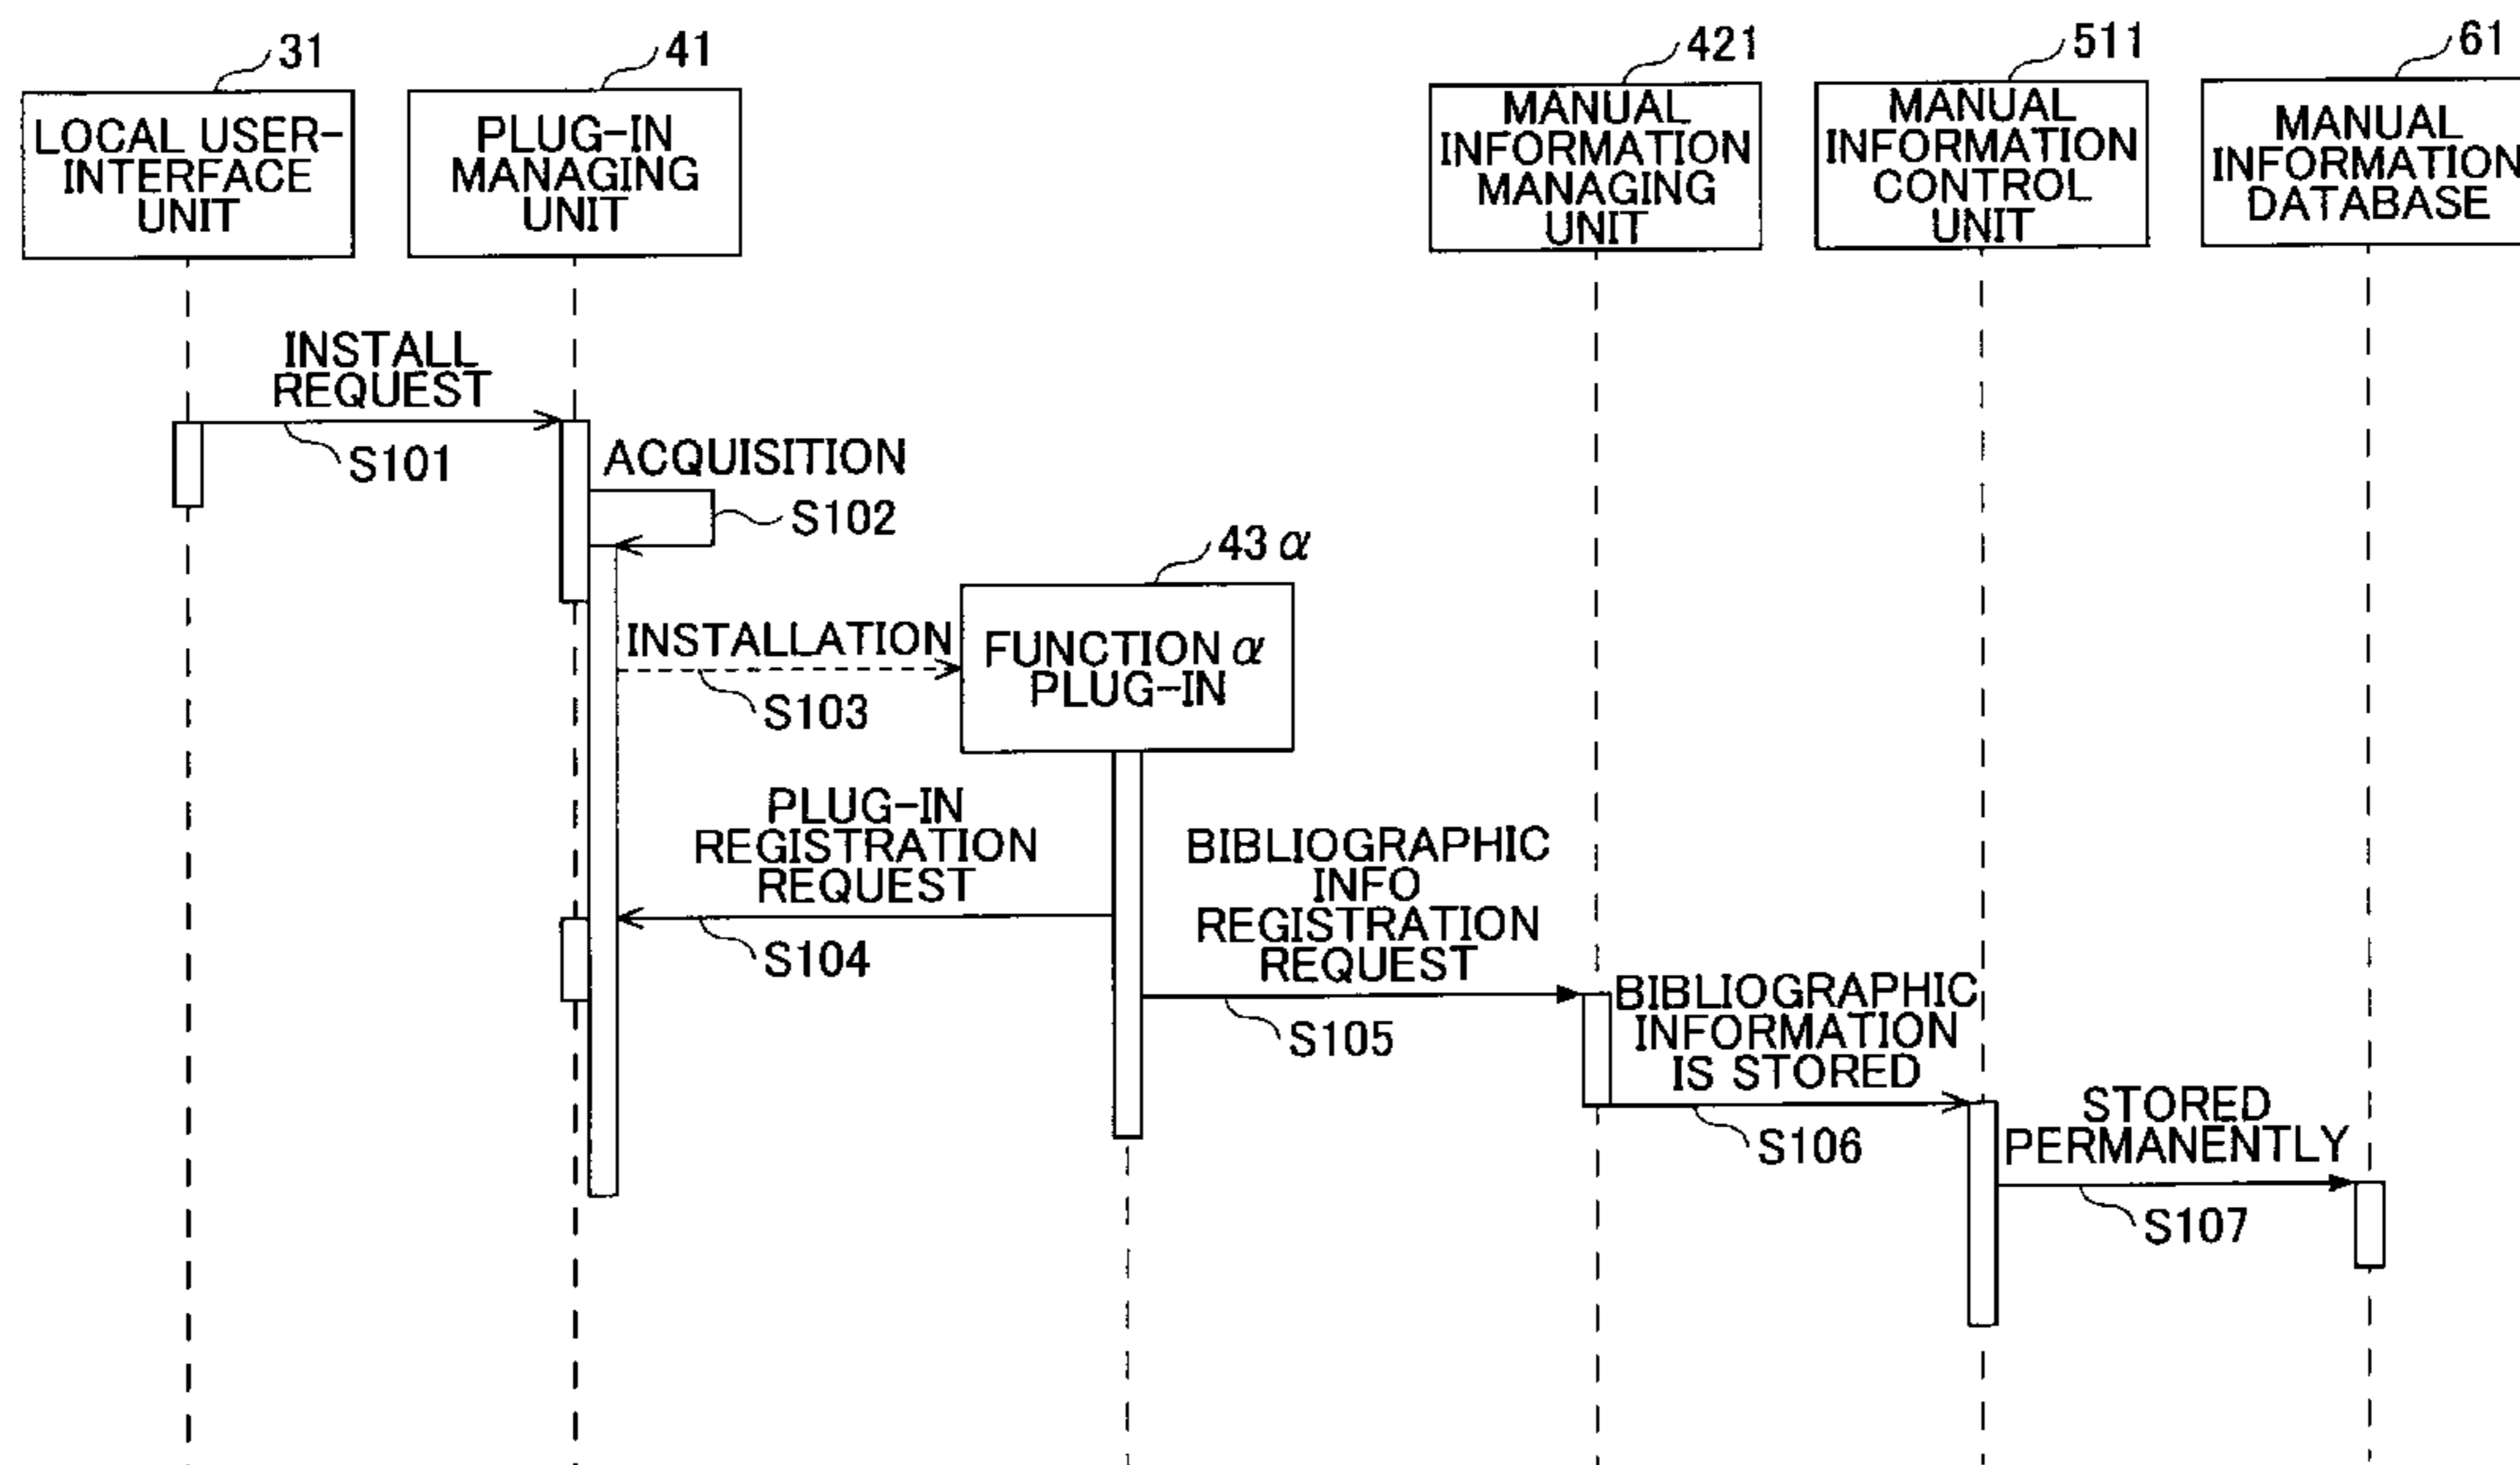 31
41
421
511
61
LOCAL USER-
INTERFACE
UNIT
PLUG-IN
MANAGING
UNIT
MANUAL
INFORMATION
MANAGING
UNIT
MANUAL
INFORMATION
CONTROL
UNIT
MANUAL
INFORMATION
DATABASE
INSTALL
REQUEST
S101
ACQUISITION
S102
43 α
INSTALLATION
S103
FUNCTION α
PLUG-IN
PLUG-IN
REGISTRATION
REQUEST
S104
BIBLIOGRAPHIC
INFO
REGISTRATION
REQUEST
S105
BIBLIOGRAPHIC
INFORMATION
IS STORED
S106
STORED
PERMANENTLY
S107